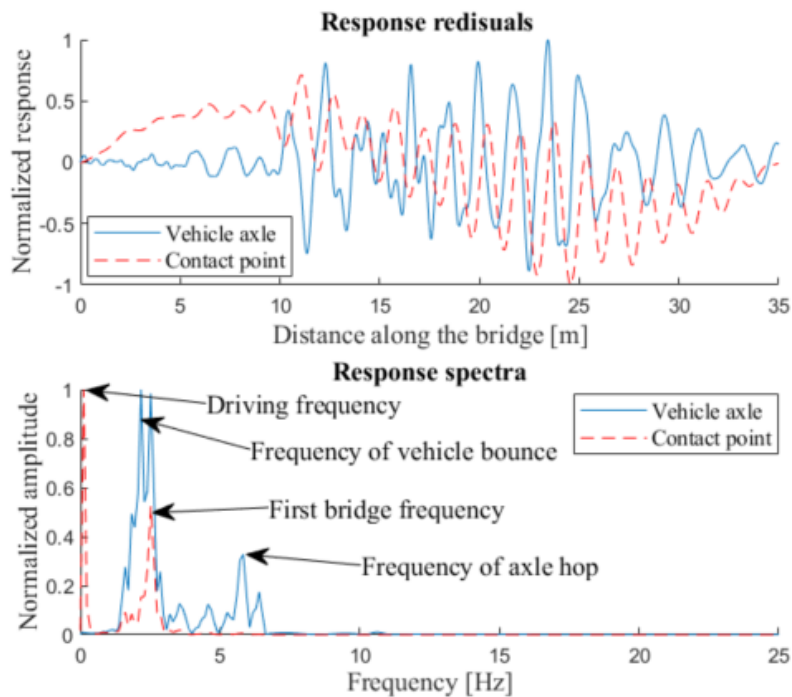 Response redisuals
1
0.5
0
-0.5
-1
Normalized response
Vehicle axle
Contact point
0 5 10 15 20 25 30 35
Distance along the bridge [m]
Response spectra
1
0.8
0.6
0.4
0.2
0
Normalized amplitude
Driving frequency
Frequency of vehicle bounce
First bridge frequency
Frequency of axle hop
Vehicle axle
Contact point
0 5 10 15 20 25
Frequency [Hz]